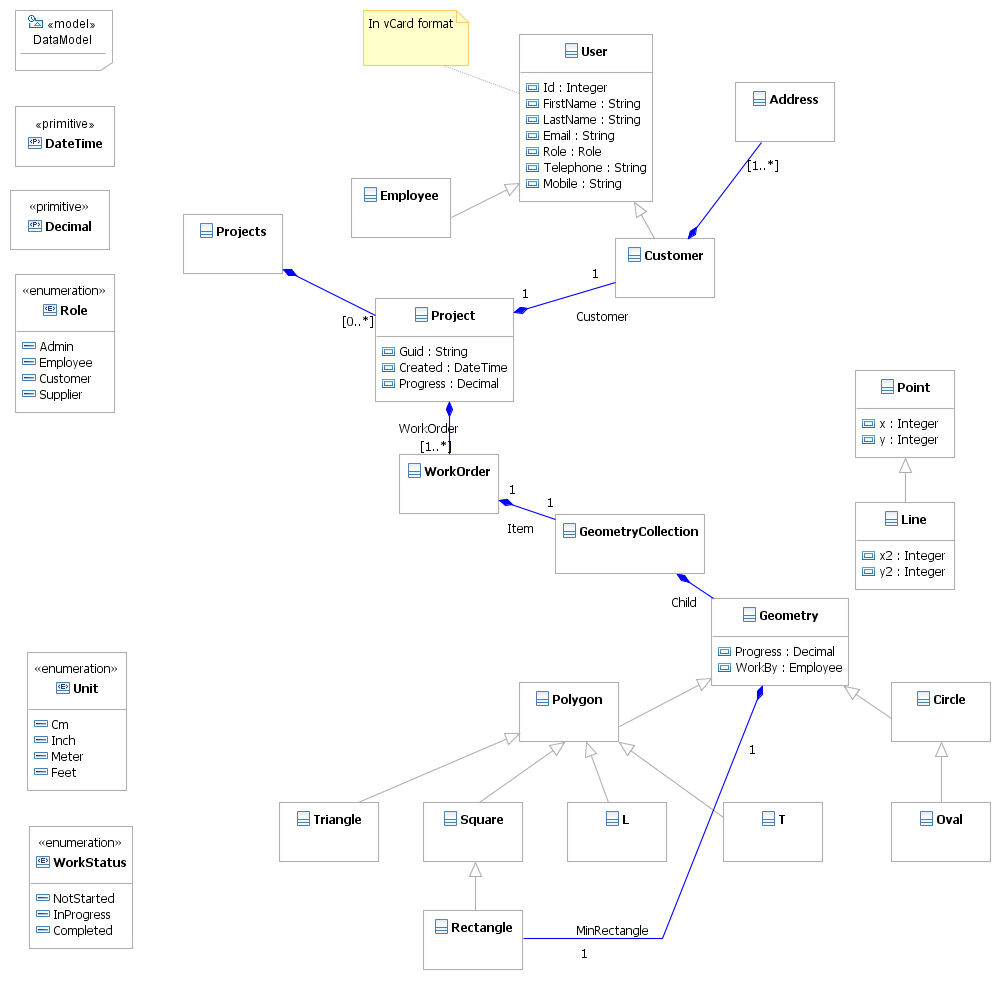 «model»
DataModel
«primitive»
DateTime
«primitive»
Decimal
«enumeration»
Role
Admin
Employee
Customer
Supplier
«enumeration»
Unit
Cm
Inch
Meter
Feet
«enumeration»
WorkStatus
NotStarted
InProgress
Completed
In vCard format
User
Id : Integer
FirstName : String
LastName : String
Email : String
Role : Role
Telephone : String
Mobile : String
Address
[1..*]
Employee
Customer
Projects
[0..*]
1
1
Customer
Project
Guid : String
Created : DateTime
Progress : Decimal
WorkOrder
[1..*]
WorkOrder
1
1
Item
GeometryCollection
Child
Point
x : Integer
y : Integer
Line
x2 : Integer
y2 : Integer
Geometry
Progress : Decimal
WorkBy : Employee
Polygon
Circle
1
Triangle
Square
L
T
Oval
Rectangle
MinRectangle
1